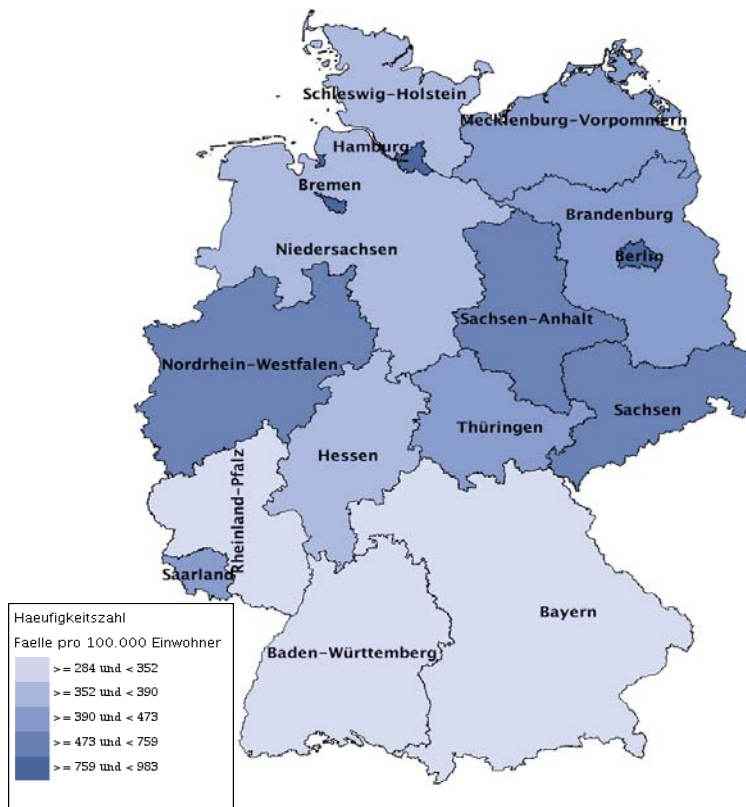 Schleswig-Holstein
Mecklenburg-Vorpommern
Hamburg
Bremen
Brandenburg
Niedersachsen
Berlin
Sachsen-Anhalt
Nordrhein-Westfalen
Sachsen
Thüringen
Hessen
Rheinland-Pfalz
Saarland
Bayern
Baden-Württemberg
Haeufigkeitszahl
Faelle pro 100.000 Einwohner
>= 284 und < 352
>= 352 und < 390
>= 390 und < 473
>= 473 und < 759
>= 759 und < 983